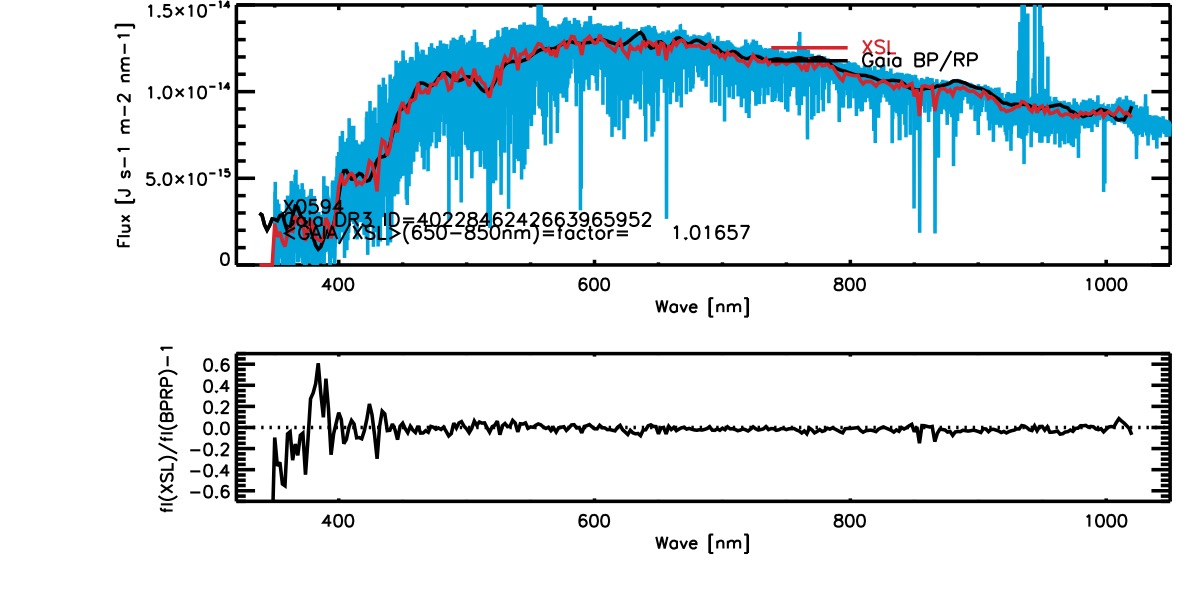 1.5×10−14
1.0×10−14
5.0×10−15
0
Flux [J s−1 m−2 nm−1]
XSL
Gaia BP/RP
X0594
Gaia DR3 ID=4022846242663965952
<GAIA/XSL>(650−850nm)=factor= 1.01657
400 600 800 1000
Wave [nm]
0.6
0.4
0.2
0.0
−0.2
−0.4
−0.6
fl(XSL)/fl(BPRP)−1
400 600 800 1000
Wave [nm]